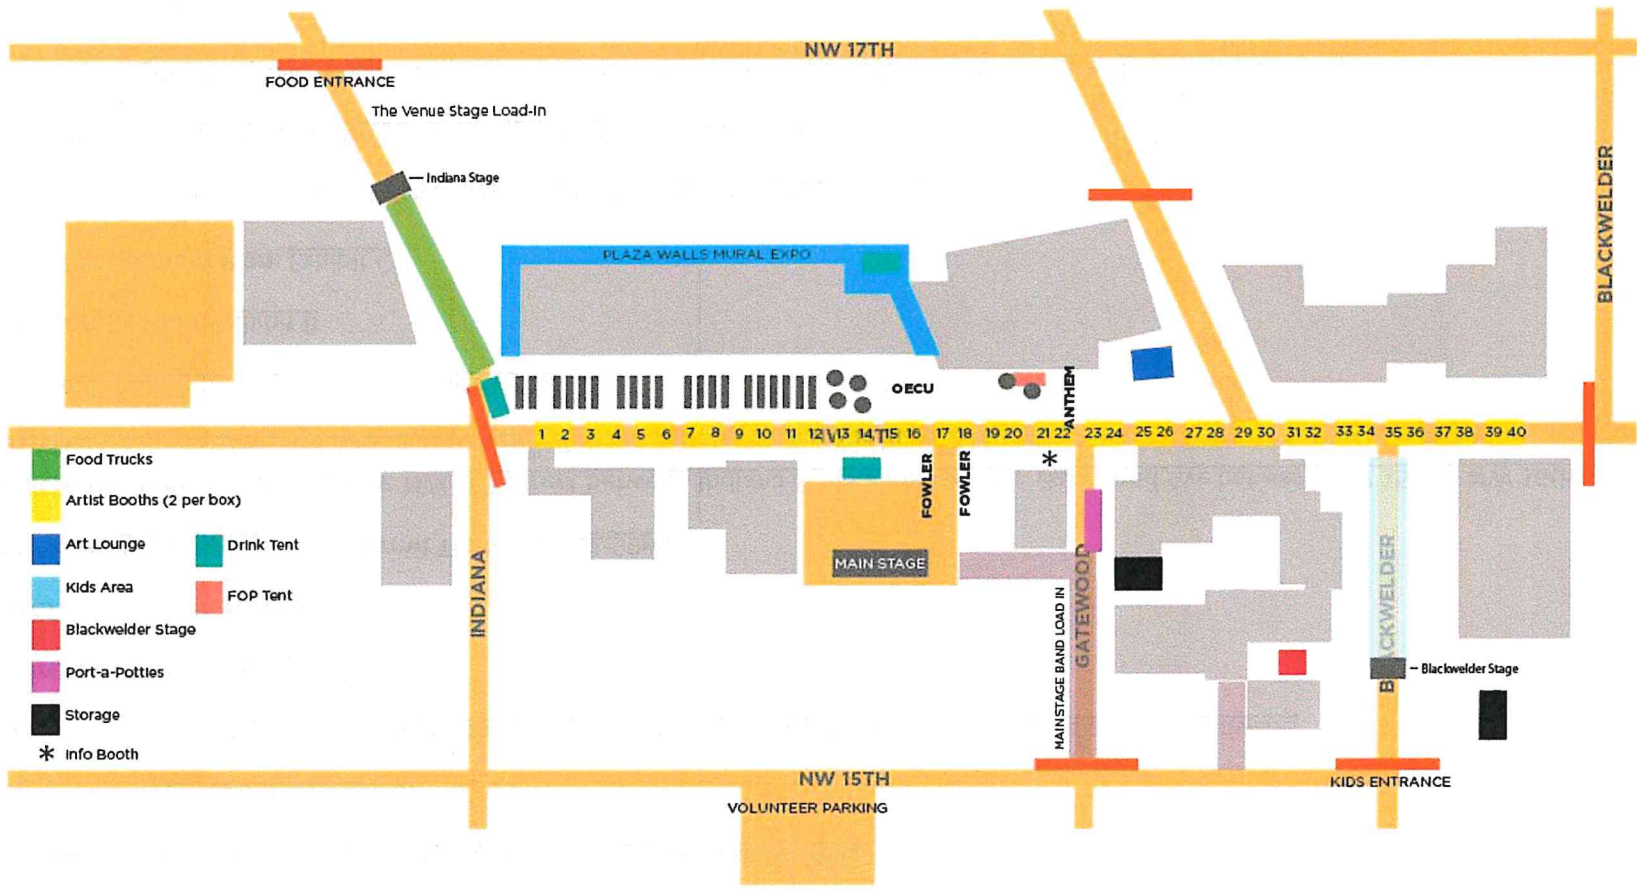 NW 17TH
FOOD ENTRANCE
The Venue Stage Load-In
Indiana Stage
BLACKWELDER
PLAZA WALLS MURAL EXPO
OECU
ANTHEM
1 2 3 4 5 6 7 8 9 10 11 12 13 14 15 16 17 18 19 20 21 22 23 24 25 26 27 28 29 30 31 32 33 34 35 36 37 38 39 40
*
FOWLER
FOWLER
Food Trucks
Artist Booths (2 per box)
Art Lounge
Drink Tent
Kids Area
FOP Tent
Blackwelder Stage
Port-a-Potties
Storage
* Info Booth
INDIANA
MAIN STAGE
MAINSTAGE BAND LOAD IN
GATEWOOD
BLACKWELDER
Blackwelder Stage
NW 15TH
KIDS ENTRANCE
VOLUNTEER PARKING